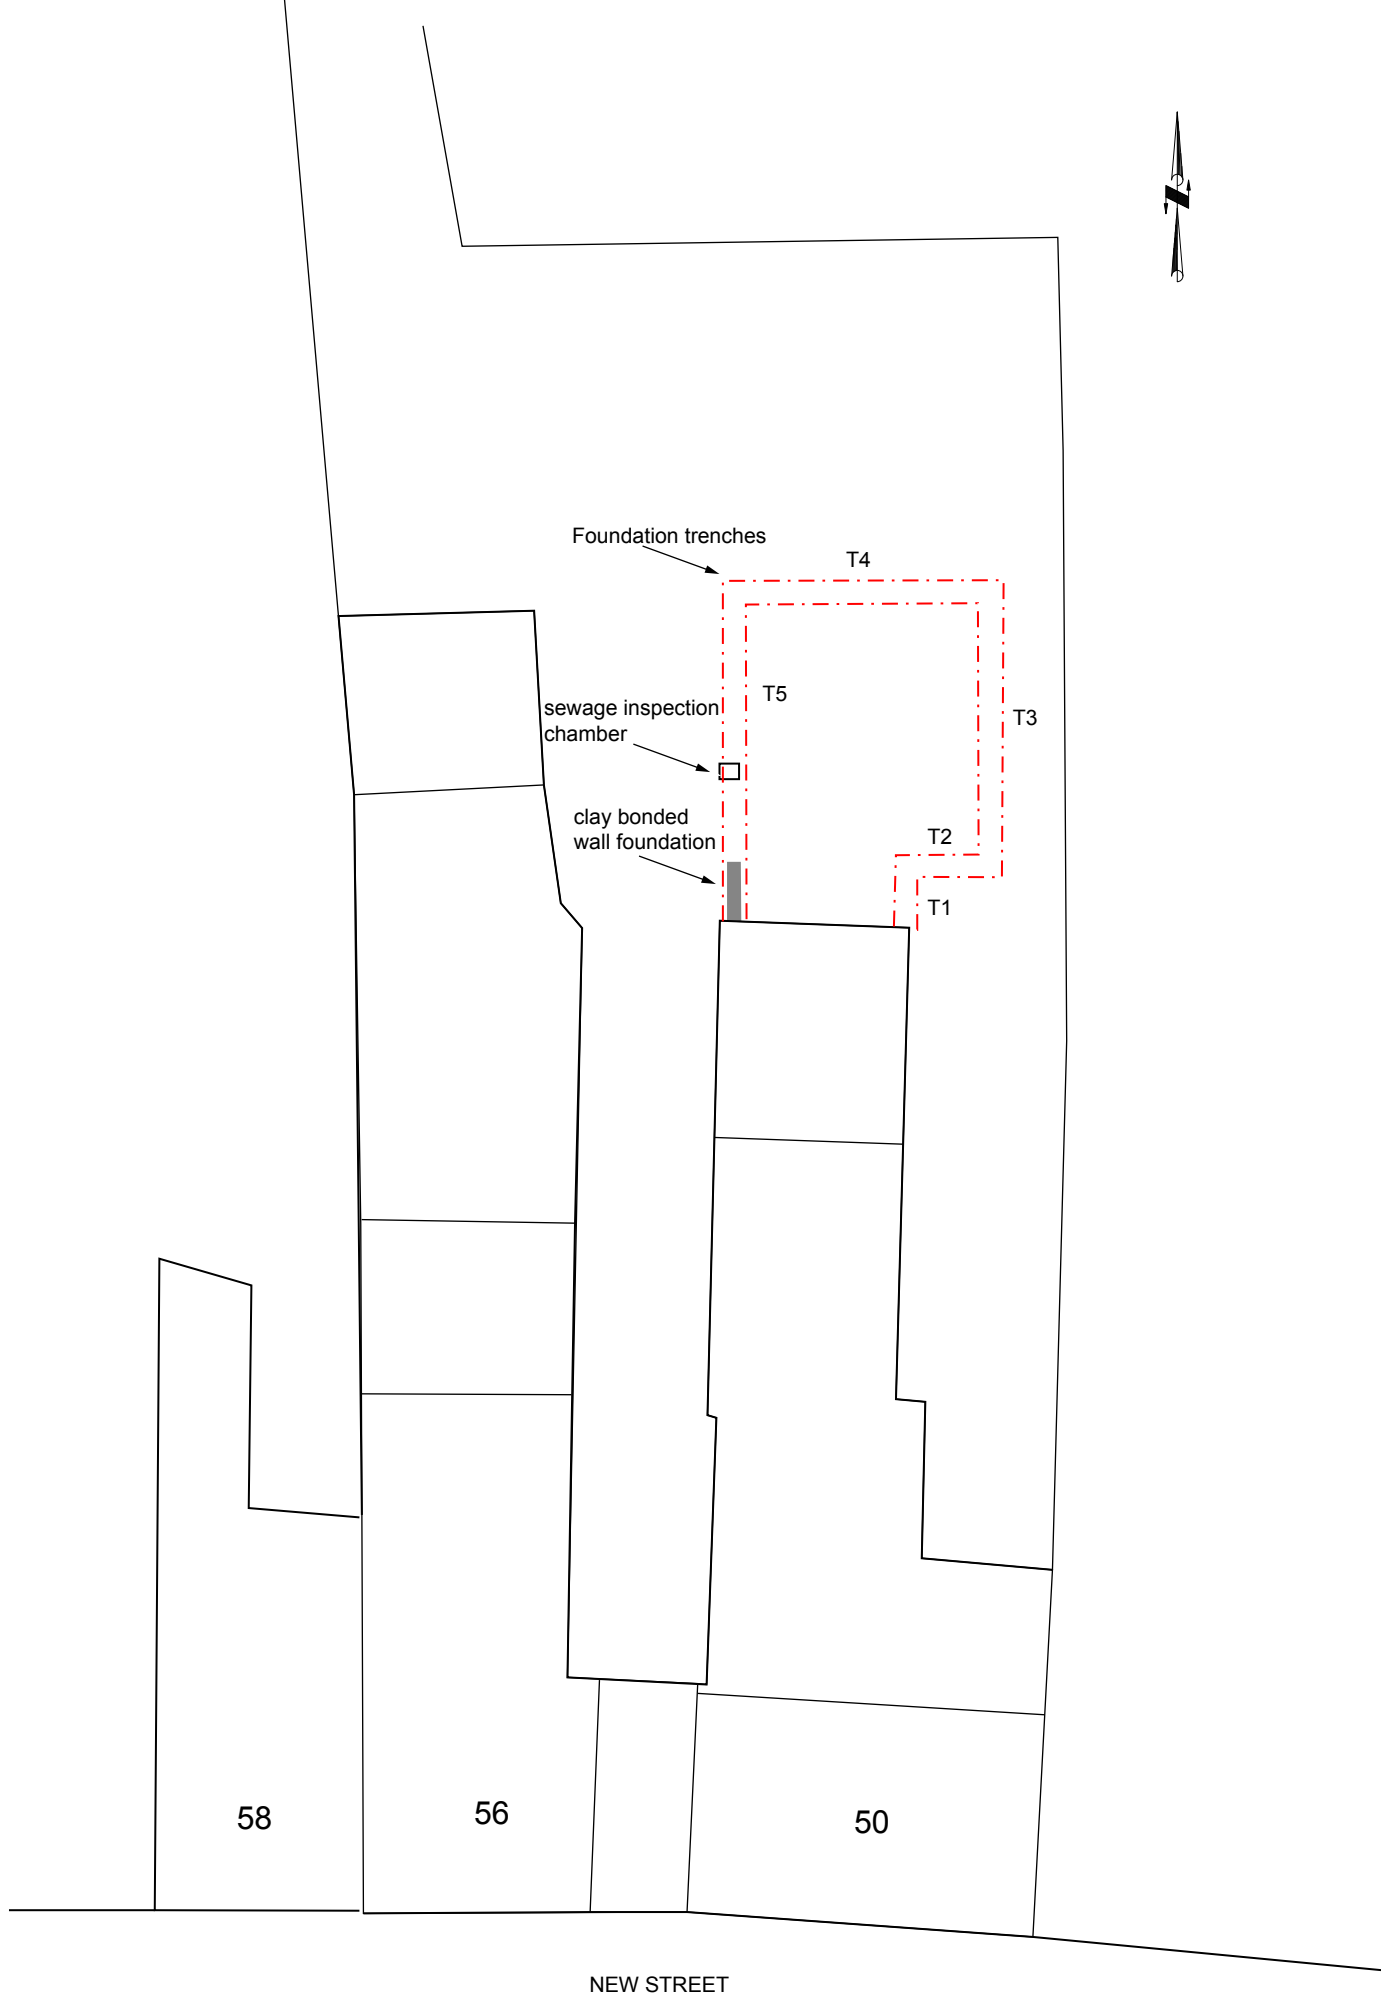 Foundation trenches
T4
T5
sewage inspection
chamber
T3
clay bonded
wall foundation
T2
T1
58
56
50
NEW STREET